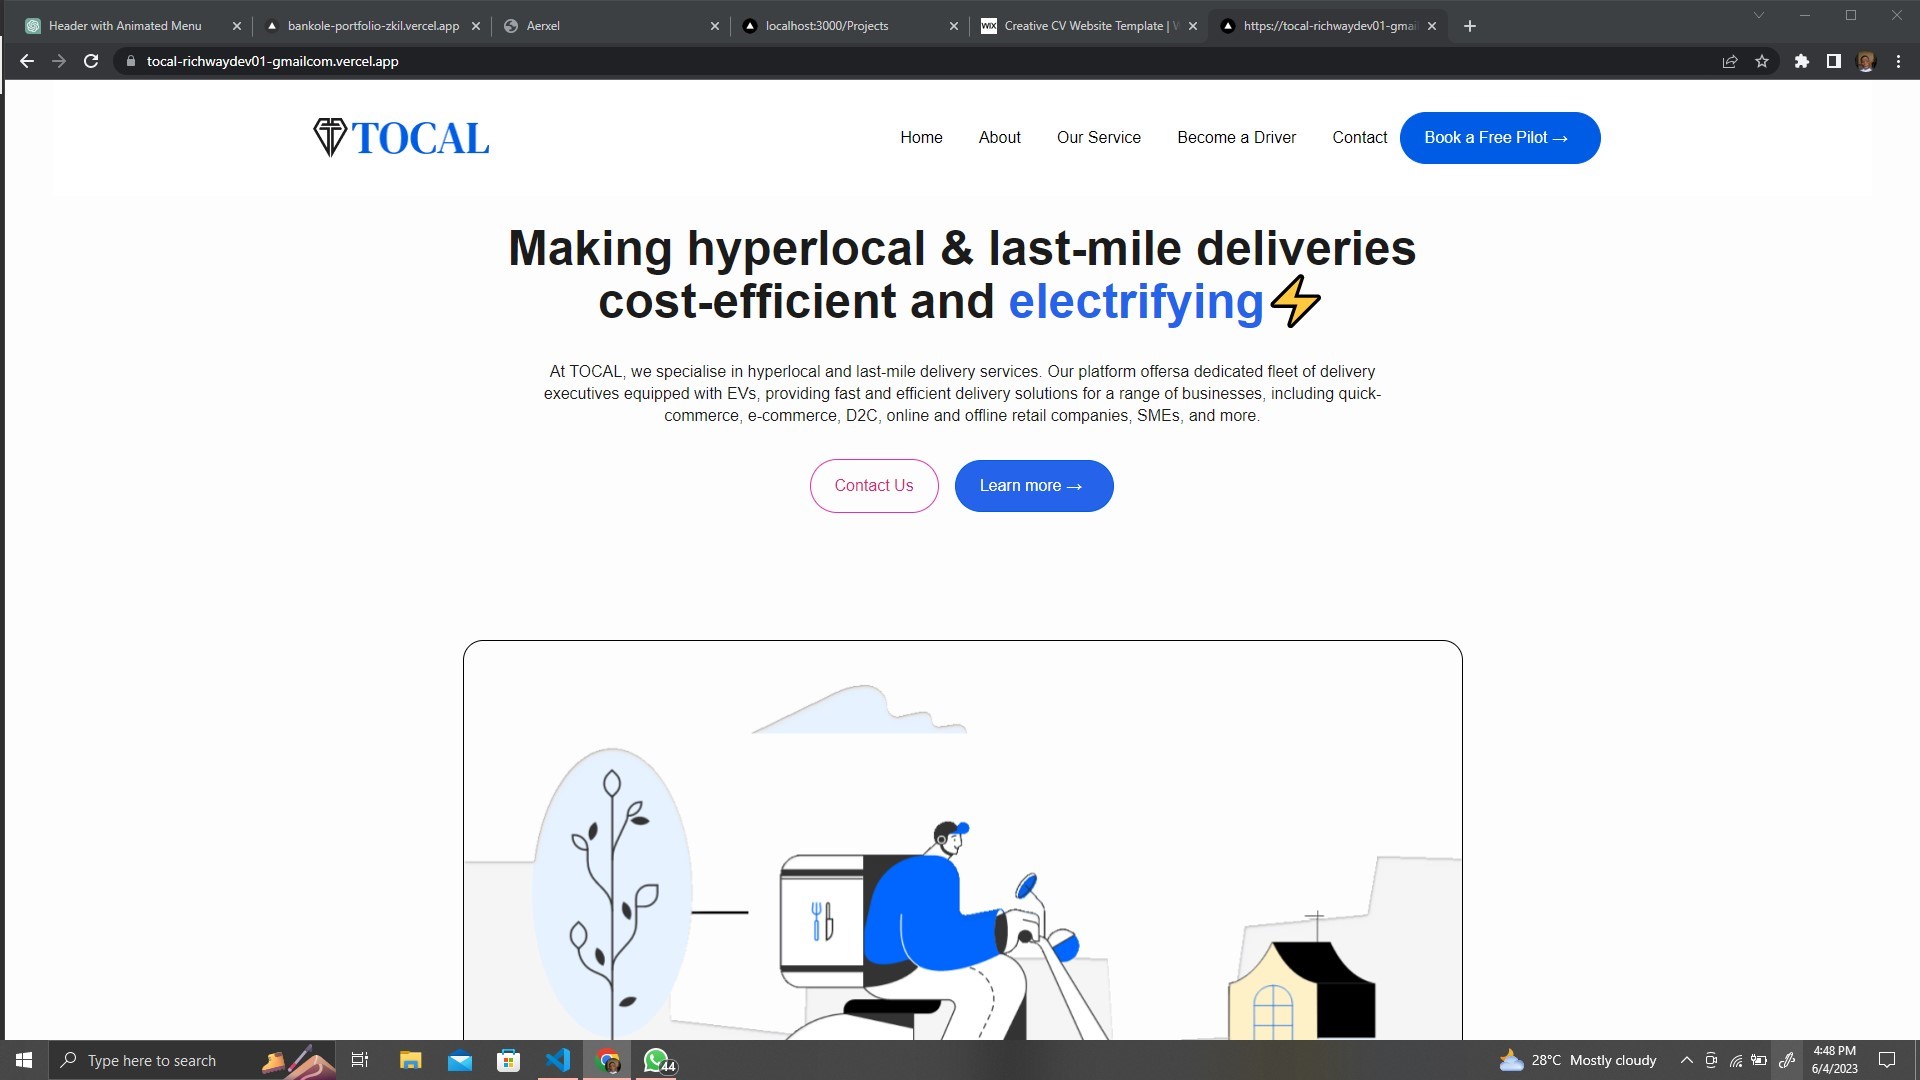 Header with Animated Menu
bankole-portfolio-zkil.vercel.app
Aerxel
localhost:3000/Projects
WIX
Creative CV Website Template |
https://tocal-richwaydev01-gmai
tocal-richwaydev01-gmailcom.vercel.app
TOCAL
Home
About
Our Service
Become a Driver
Contact
Book a Free Pilot →
Making hyperlocal & last-mile deliveries
cost-efficient and electrifying⚡
At TOCAL, we specialise in hyperlocal and last-mile delivery services. Our platform offersa dedicated fleet of delivery
executives equipped with EVs, providing fast and efficient delivery solutions for a range of businesses, including quick-
commerce, e-commerce, D2C, online and offline retail companies, SMEs, and more.
Contact Us
Learn more →
Type here to search
44
28°C Mostly cloudy
4:48 PM
6/4/2023